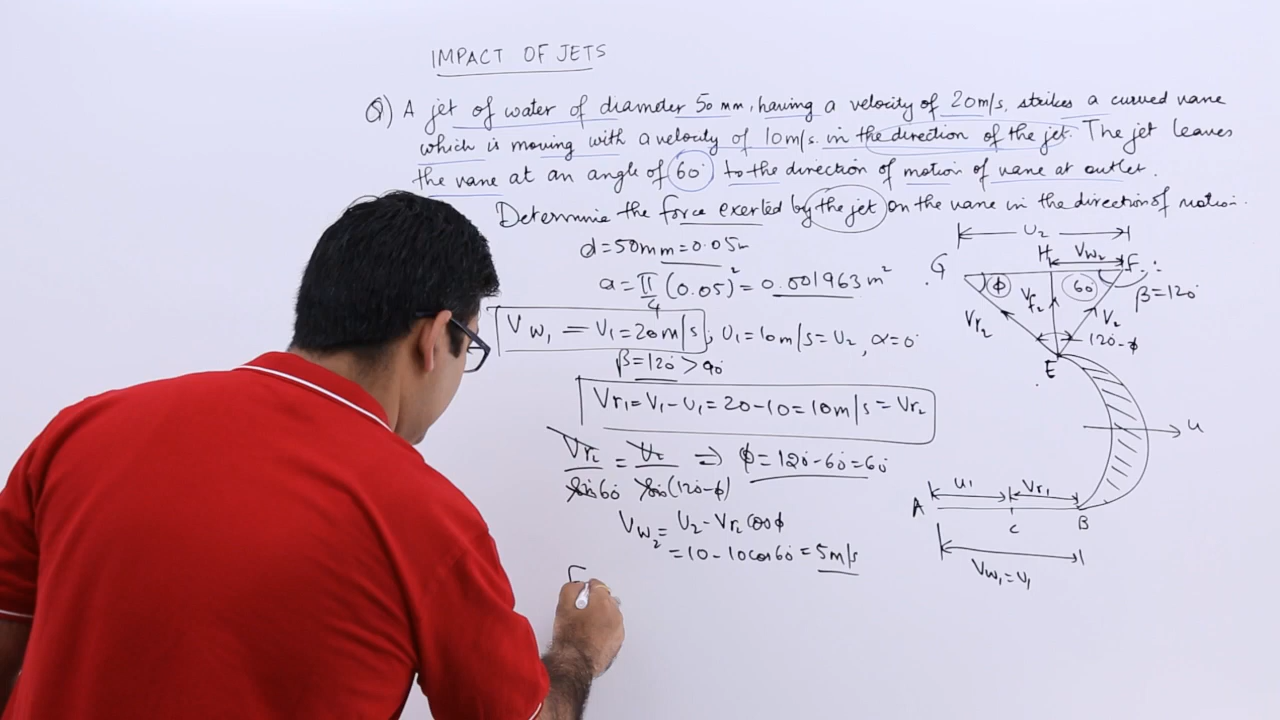 IMPACT OF JETS
Q) A jet of water of diameter 50 mm, having a velocity of 20m/s, strikes a curved vane
which is moving with a velocity of 10m/s. in the direction of the jet. The jet leaves
the vane at an angle of 60° to the direction of motion of vane at outlet.
Determine the force exerted by the jet on the vane in the direction of motion.
d=50mm=0.05m
a=π/4(0.05)²=0.001963m²
Vw₁=V₁=20m/s; U₁=10m/s=U₂, α=0°
β=120°>90°
Vr₁=V₁-U₁=20-10=10m/s=Vr₂
Vr₂/sin60=U₂/sin(120-ϕ) ⇒ ϕ=120-60=60°
Vw₂=U₂-Vr₂cosϕ
=10-10cos60=5m/s
F
U₂
G
H
Vw₂
F
ϕ
60
β=120°
Vr₂
Vf₂
V₂
120-ϕ
E
u
u₁
Vr₁
A
C
B
Vw₁=V₁